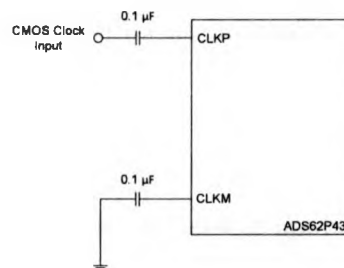 0.1 µF
CMOS Clock
Input
CLKP
0.1 µF
CLKM
ADS62P43